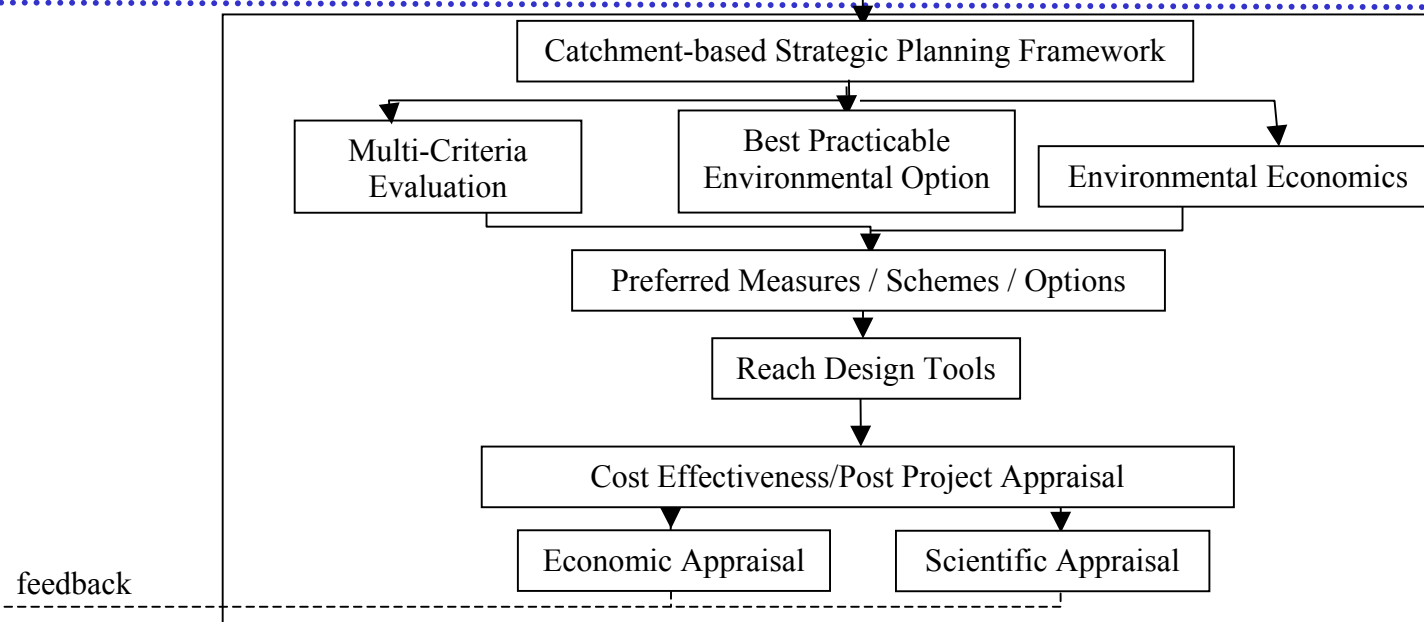 Catchment-based Strategic Planning Framework
Multi-Criteria
Evaluation
Best Practicable
Environmental Option
Environmental Economics
Preferred Measures / Schemes / Options
Reach Design Tools
Cost Effectiveness/Post Project Appraisal
Economic Appraisal
Scientific Appraisal
feedback